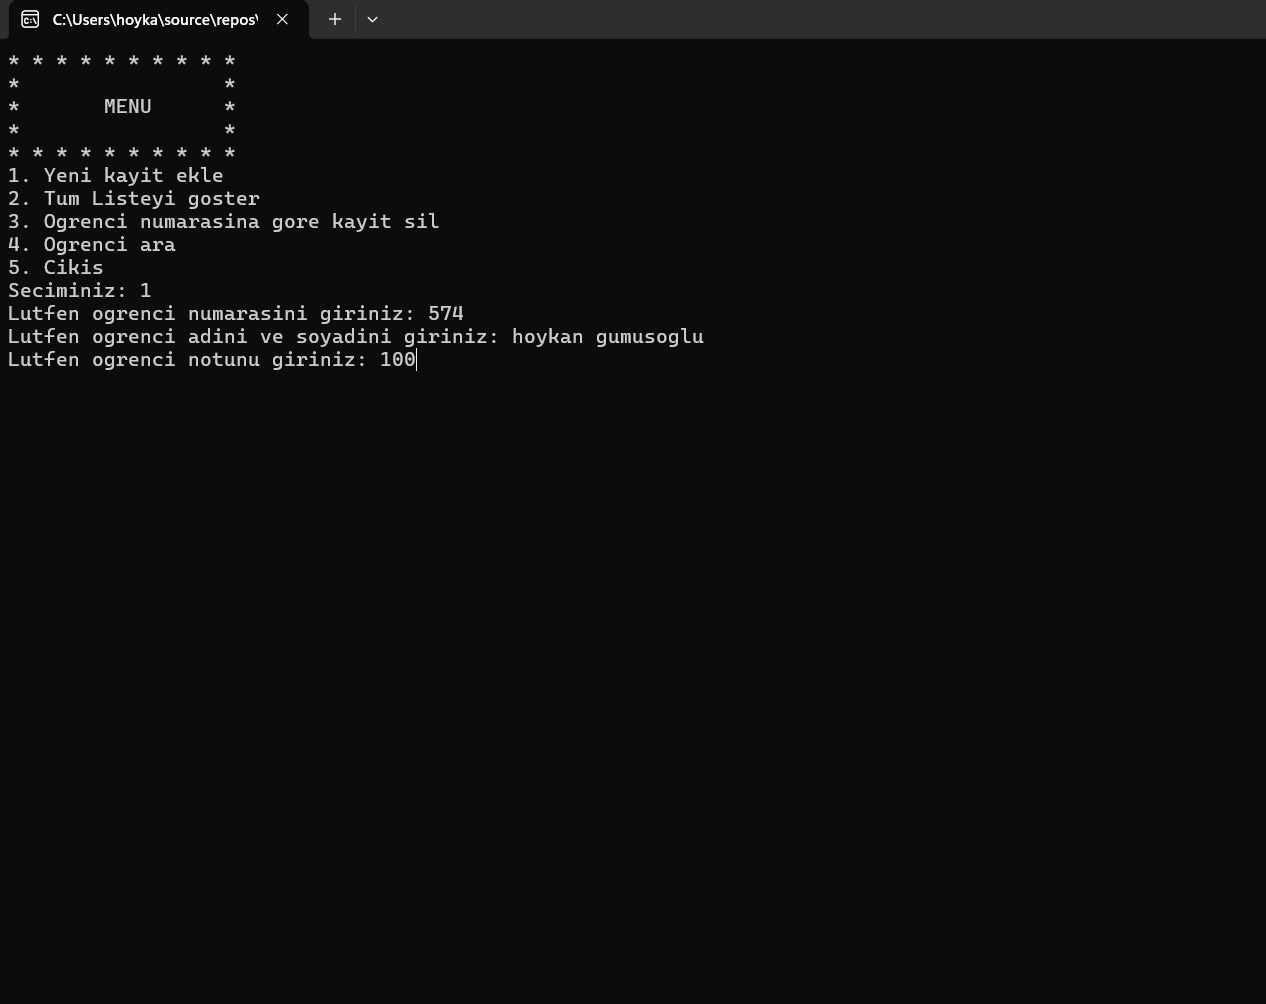 C:\Users\hoyka\source\repos\
* * * * * * * * * *
*                 *
*       MENU      *
*                 *
* * * * * * * * * *
1. Yeni kayit ekle
2. Tum Listeyi goster
3. Ogrenci numarasina gore kayit sil
4. Ogrenci ara
5. Cikis
Seciminiz: 1
Lutfen ogrenci numarasini giriniz: 574
Lutfen ogrenci adini ve soyadini giriniz: hoykan gumusoglu
Lutfen ogrenci notunu giriniz: 100